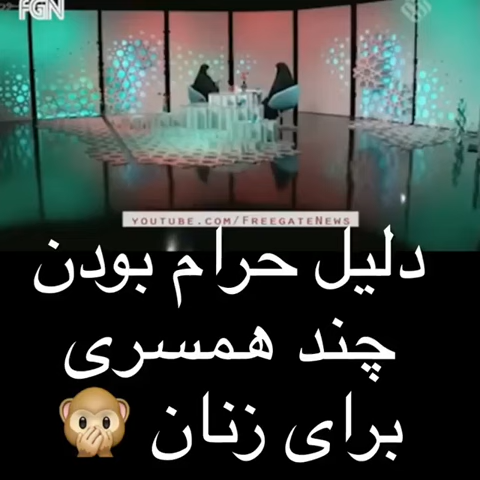 FGN
YOUTUBE.COM/FREEGATENEWS
دلیل حرام بودن
چند همسری
برای زنان 🙊